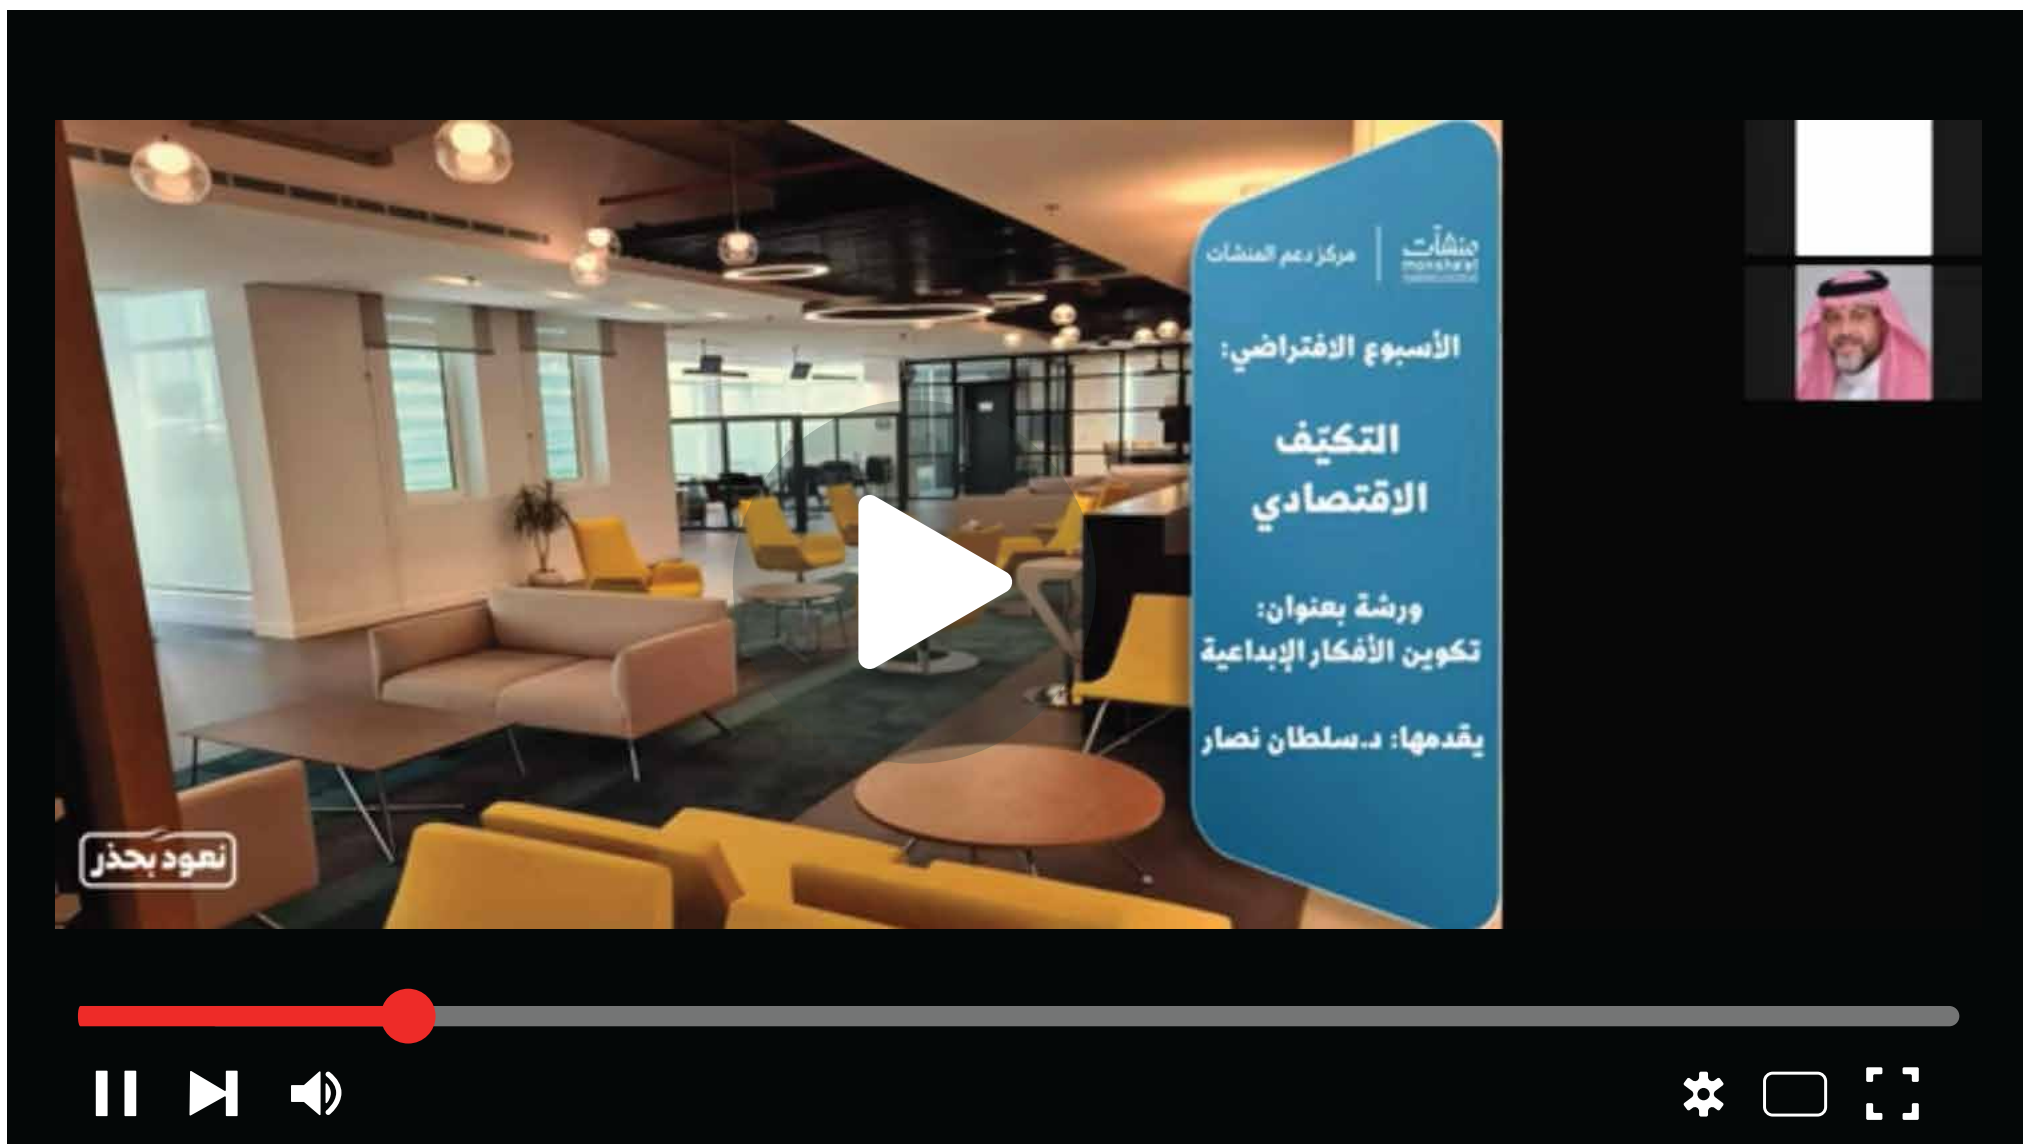 منشآت
monsha'at
مركز دعم المنشآت
الأسبوع الافتراضي:
التكيّف
الاقتصادي
ورشة بعنوان:
تكوين الأفكار الإبداعية
يقدمها: د.سلطان نصار
نعود بحذر